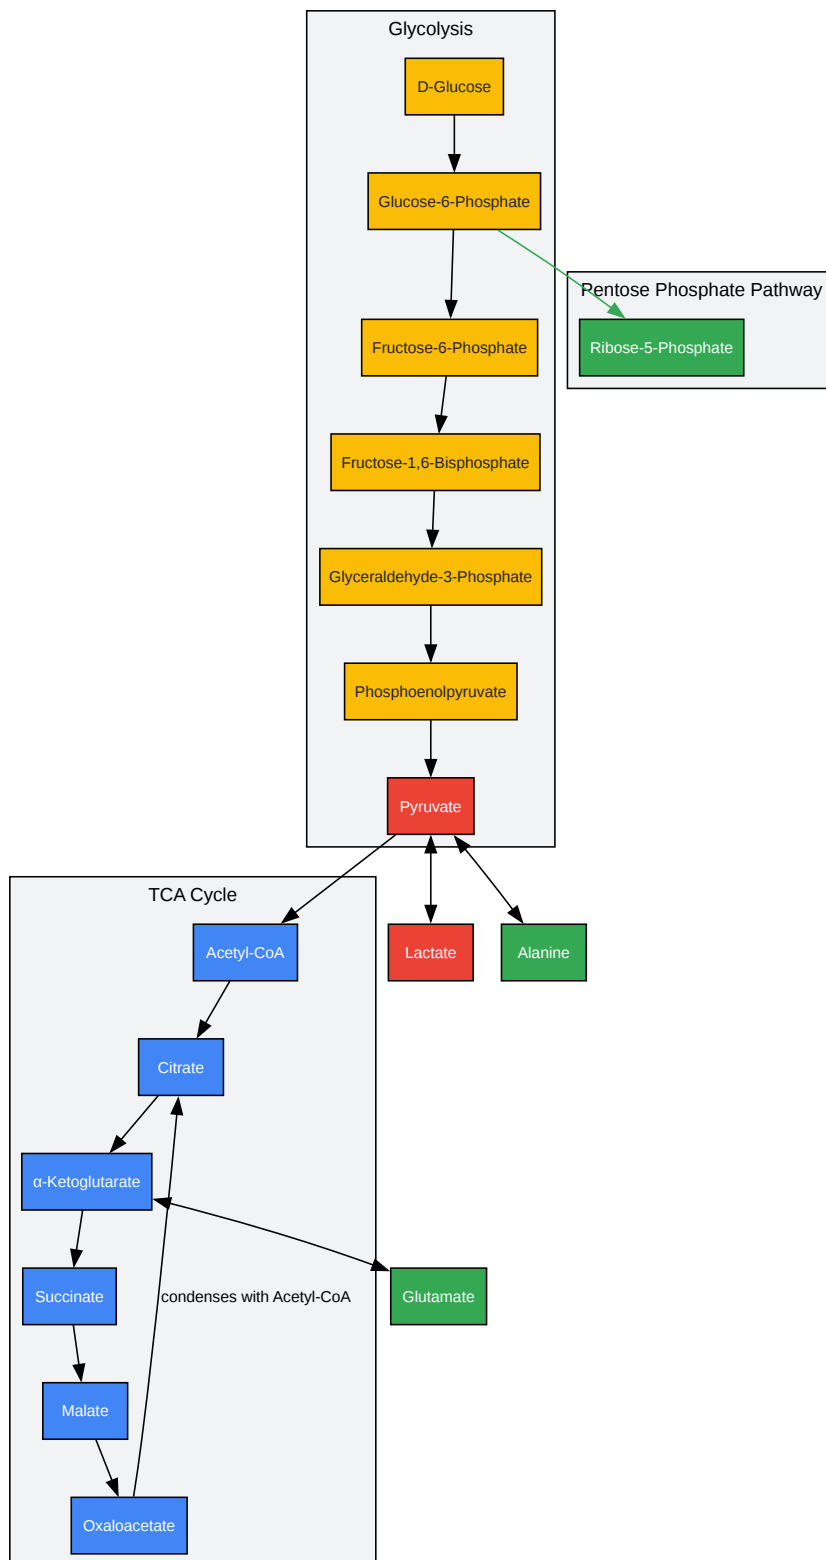 Glycolysis
D-Glucose
Glucose-6-Phosphate
Pentose Phosphate Pathway
Fructose-6-Phosphate
Ribose-5-Phosphate
Fructose-1,6-Bisphosphate
Glyceraldehyde-3-Phosphate
Phosphoenolpyruvate
Pyruvate
TCA Cycle
Acetyl-CoA
Lactate
Alanine
Citrate
α-Ketoglutarate
Succinate
condenses with Acetyl-CoA
Glutamate
Malate
Oxaloacetate